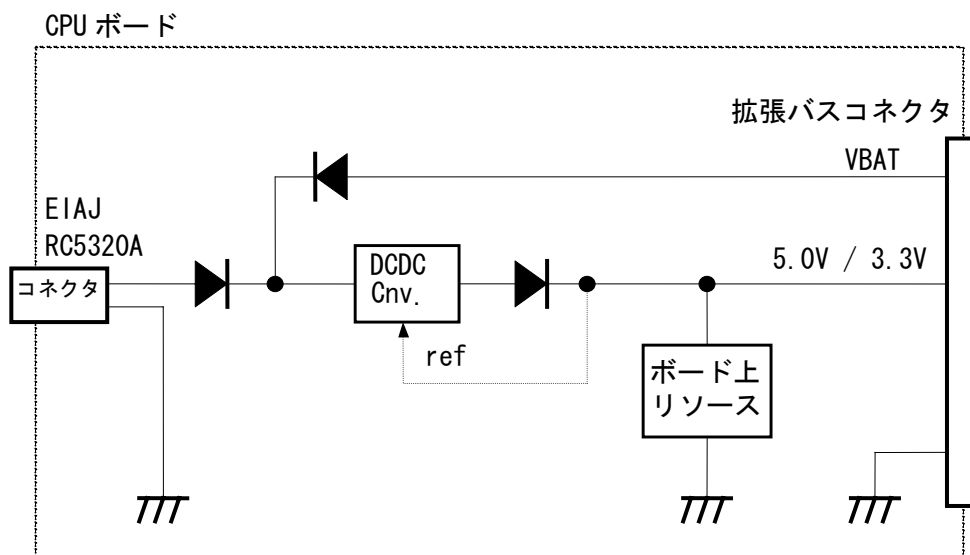 CPU ボード
拡張バスコネクタ
VBAT
EIAJ
RC5320A
コネクタ
DCDC
Cnv.
5.0V / 3.3V
ref
ボード上
リソース